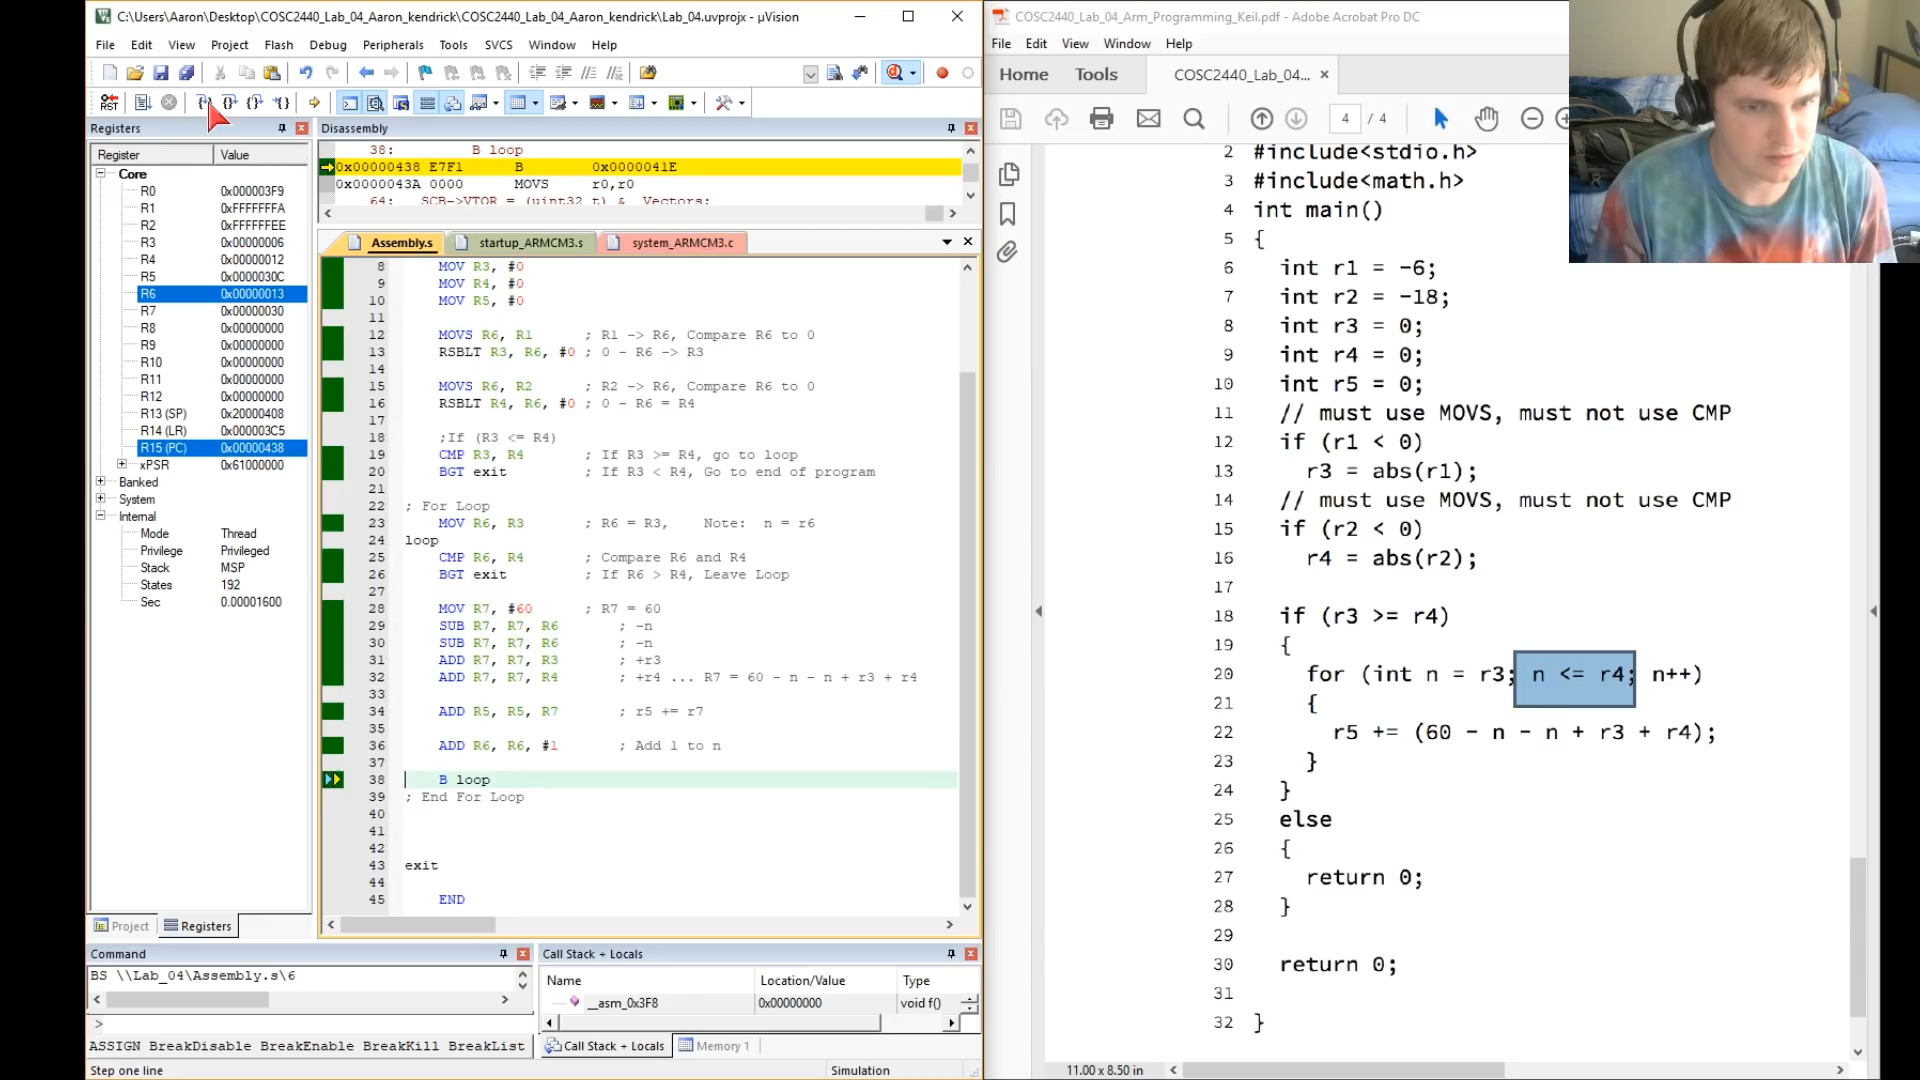 C:\Users\Aaron\Desktop\COSC2440_Lab_04_Aaron_kendrick\COSC2440_Lab_04_Aaron_kendrick\Lab_04.uvprojx - µVision
File Edit View Project Flash Debug Peripherals Tools SVCS Window Help
RST
Registers
Register Value
Core
R0 0x000003F9
R1 0xFFFFFFFA
R2 0xFFFFFFEE
R3 0x00000006
R4 0x00000012
R5 0x0000030C
R6 0x00000013
R7 0x00000030
R8 0x00000000
R9 0x00000000
R10 0x00000000
R11 0x00000000
R12 0x00000000
R13 (SP) 0x20000408
R14 (LR) 0x000003C5
R15 (PC) 0x00000438
xPSR 0x61000000
Banked
System
Internal
Mode Thread
Privilege Privileged
Stack MSP
States 192
Sec 0.00001600
Project Registers
Disassembly
38: B loop
0x00000438 E7F1 B 0x0000041E
0x0000043A 0000 MOVS r0,r0
64: SCB->VTOR = (uint32_t) & Vectors;
Assembly.s startup_ARMCM3.s system_ARMCM3.c
8 MOV R3, #0
9 MOV R4, #0
10 MOV R5, #0
11
12 MOVS R6, R1 ; R1 -> R6, Compare R6 to 0
13 RSBLT R3, R6, #0 ; 0 - R6 -> R3
14
15 MOVS R6, R2 ; R2 -> R6, Compare R6 to 0
16 RSBLT R4, R6, #0 ; 0 - R6 = R4
17
18 ;If (R3 <= R4)
19 CMP R3, R4 ; If R3 >= R4, go to loop
20 BGT exit ; If R3 < R4, Go to end of program
21
22 ; For Loop
23 MOV R6, R3 ; R6 = R3, Note: n = r6
24 loop
25 CMP R6, R4 ; Compare R6 and R4
26 BGT exit ; If R6 > R4, Leave Loop
27
28 MOV R7, #60 ; R7 = 60
29 SUB R7, R7, R6 ; -n
30 SUB R7, R7, R6 ; -n
31 ADD R7, R7, R3 ; +r3
32 ADD R7, R7, R4 ; +r4 ... R7 = 60 - n - n + r3 + r4
33
34 ADD R5, R5, R7 ; r5 += r7
35
36 ADD R6, R6, #1 ; Add 1 to n
37
38 B loop
39 ; End For Loop
40
41
42
43 exit
44
45 END
Command
BS \\Lab_04\Assembly.s\6
>
ASSIGN BreakDisable BreakEnable BreakKill BreakList
Call Stack + Locals
Name Location/Value Type
__asm_0x3F8 0x00000000 void f()
Call Stack + Locals Memory 1
Step one line Simulation
COSC2440_Lab_04_Arm_Programming_Keil.pdf - Adobe Acrobat Pro DC
File Edit View Window Help
Home Tools COSC2440_Lab_04... ×
4 / 4
2 #include<stdio.h>
3 #include<math.h>
4 int main()
5 {
6 int r1 = -6;
7 int r2 = -18;
8 int r3 = 0;
9 int r4 = 0;
10 int r5 = 0;
11 // must use MOVS, must not use CMP
12 if (r1 < 0)
13 r3 = abs(r1);
14 // must use MOVS, must not use CMP
15 if (r2 < 0)
16 r4 = abs(r2);
17
18 if (r3 >= r4)
19 {
20 for (int n = r3; n <= r4; n++)
21 {
22 r5 += (60 - n - n + r3 + r4);
23 }
24 }
25 else
26 {
27 return 0;
28 }
29
30 return 0;
31
32 }
11.00 x 8.50 in